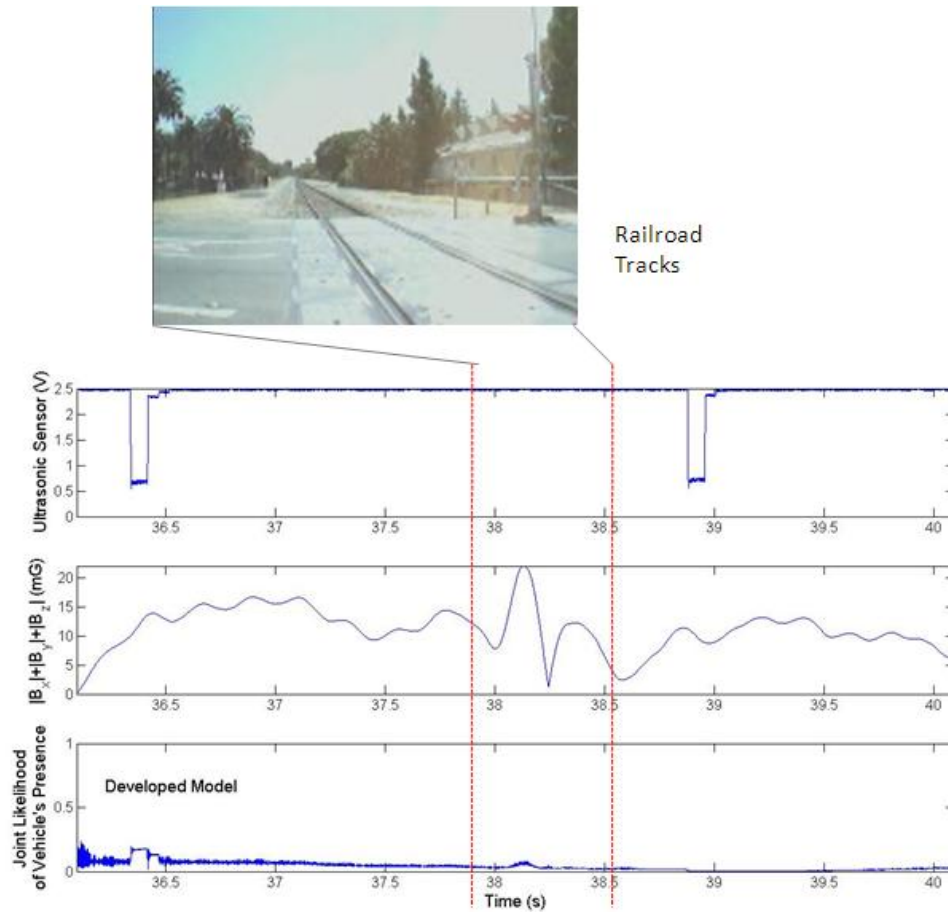 Railroad
Tracks
Ultrasonic Sensor (V)
2.5
2
1.5
1
0.5
0
36.5 37 37.5 38 38.5 39 39.5 40
|Bx|+|By|+|Bz| (mG)
20
15
10
5
0
36.5 37 37.5 38 38.5 39 39.5 40
Joint Likelihood
of Vehicle's Presence
1
0.5
0
Developed Model
36.5 37 37.5 38 38.5 39 39.5 40
Time (s)